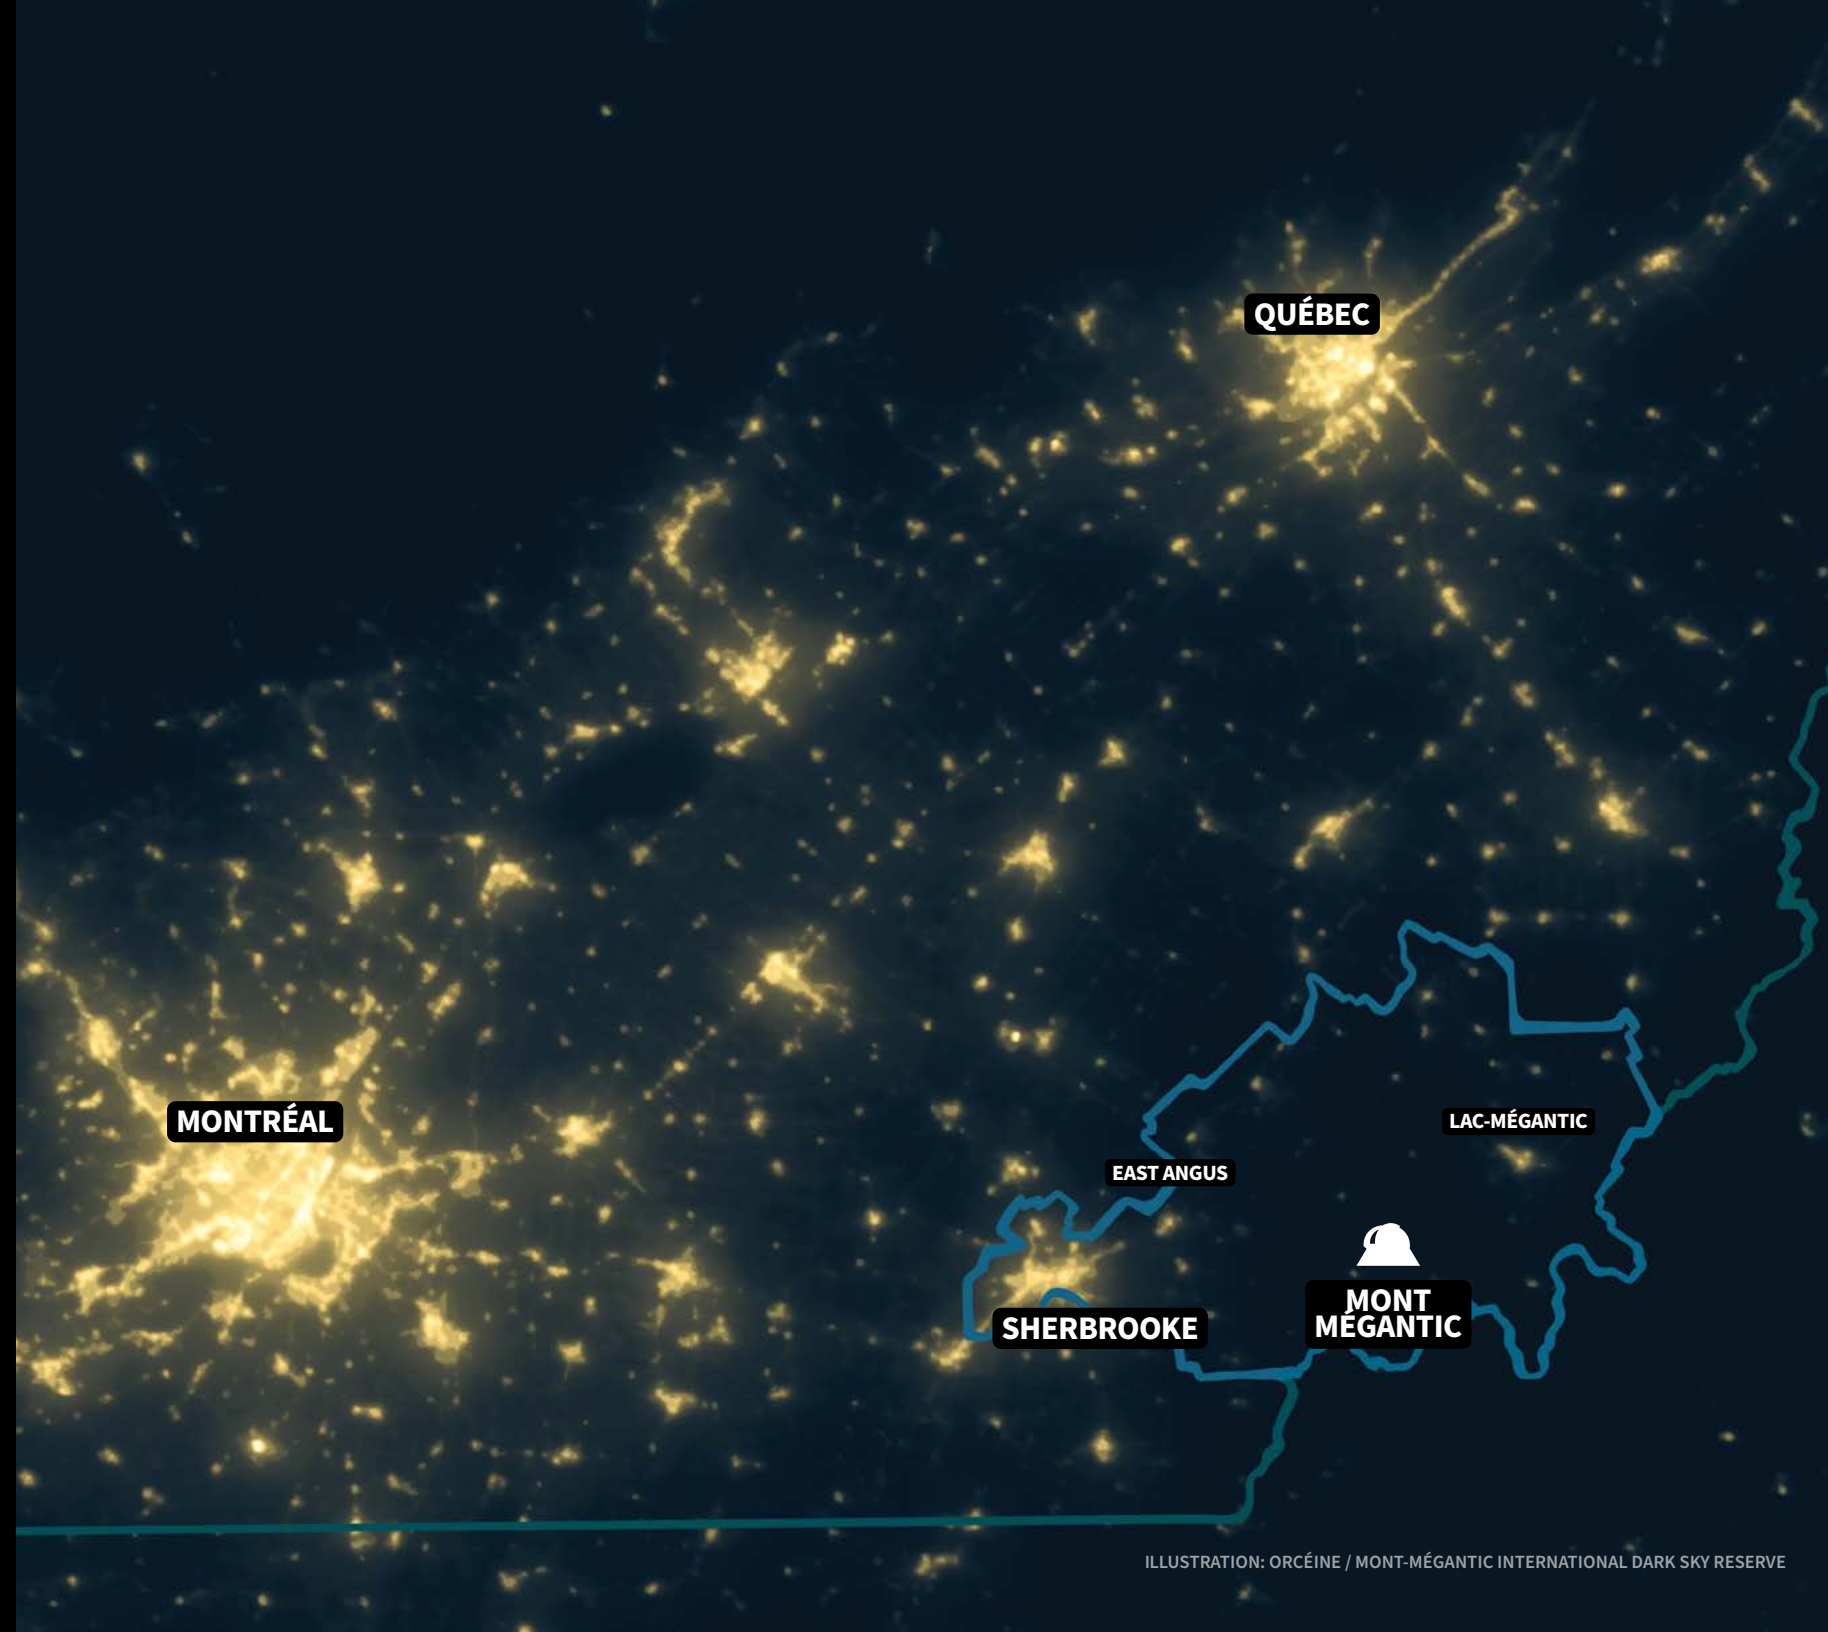 QUÉBEC
MONTRÉAL
LAC-MÉGANTIC
EAST ANGUS
MONT
MÉGANTIC
SHERBROOKE
ILLUSTRATION: ORCÉINE / MONT-MÉGANTIC INTERNATIONAL DARK SKY RESERVE